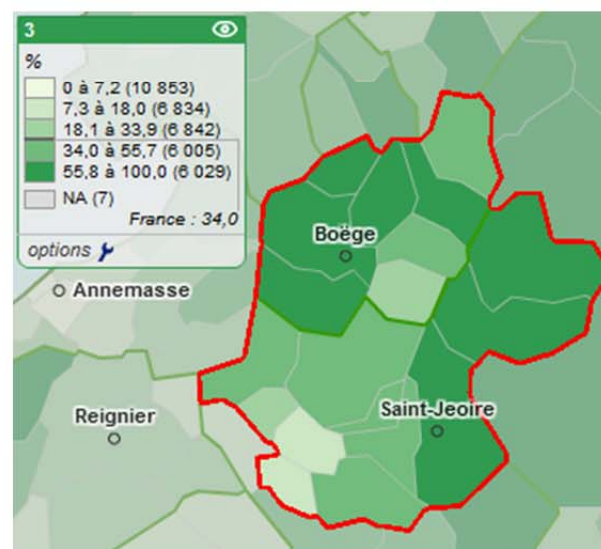 3
%
0 à 7,2 (10 853)
7,3 à 18,0 (6 834)
18,1 à 33,9 (6 842)
34,0 à 55,7 (6 005)
55,8 à 100,0 (6 029)
NA (7)
France : 34,0
options
Boëge
Annemasse
Reignier
Saint-Jeoire